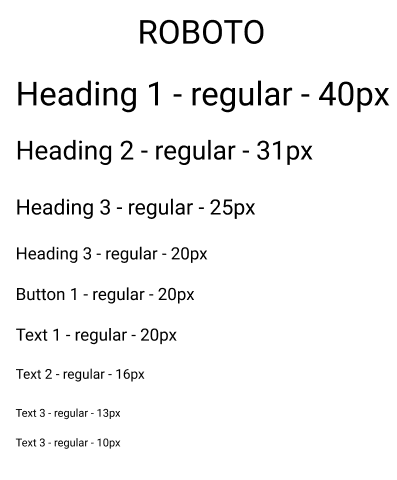 ROBOTO
Heading 1 - regular - 40px
Heading 2 - regular - 31px
Heading 3 - regular - 25px
Heading 3 - regular - 20px
Button 1 - regular - 20px
Text 1 - regular - 20px
Text 2 - regular - 16px
Text 3 - regular - 13px
Text 3 - regular - 10px